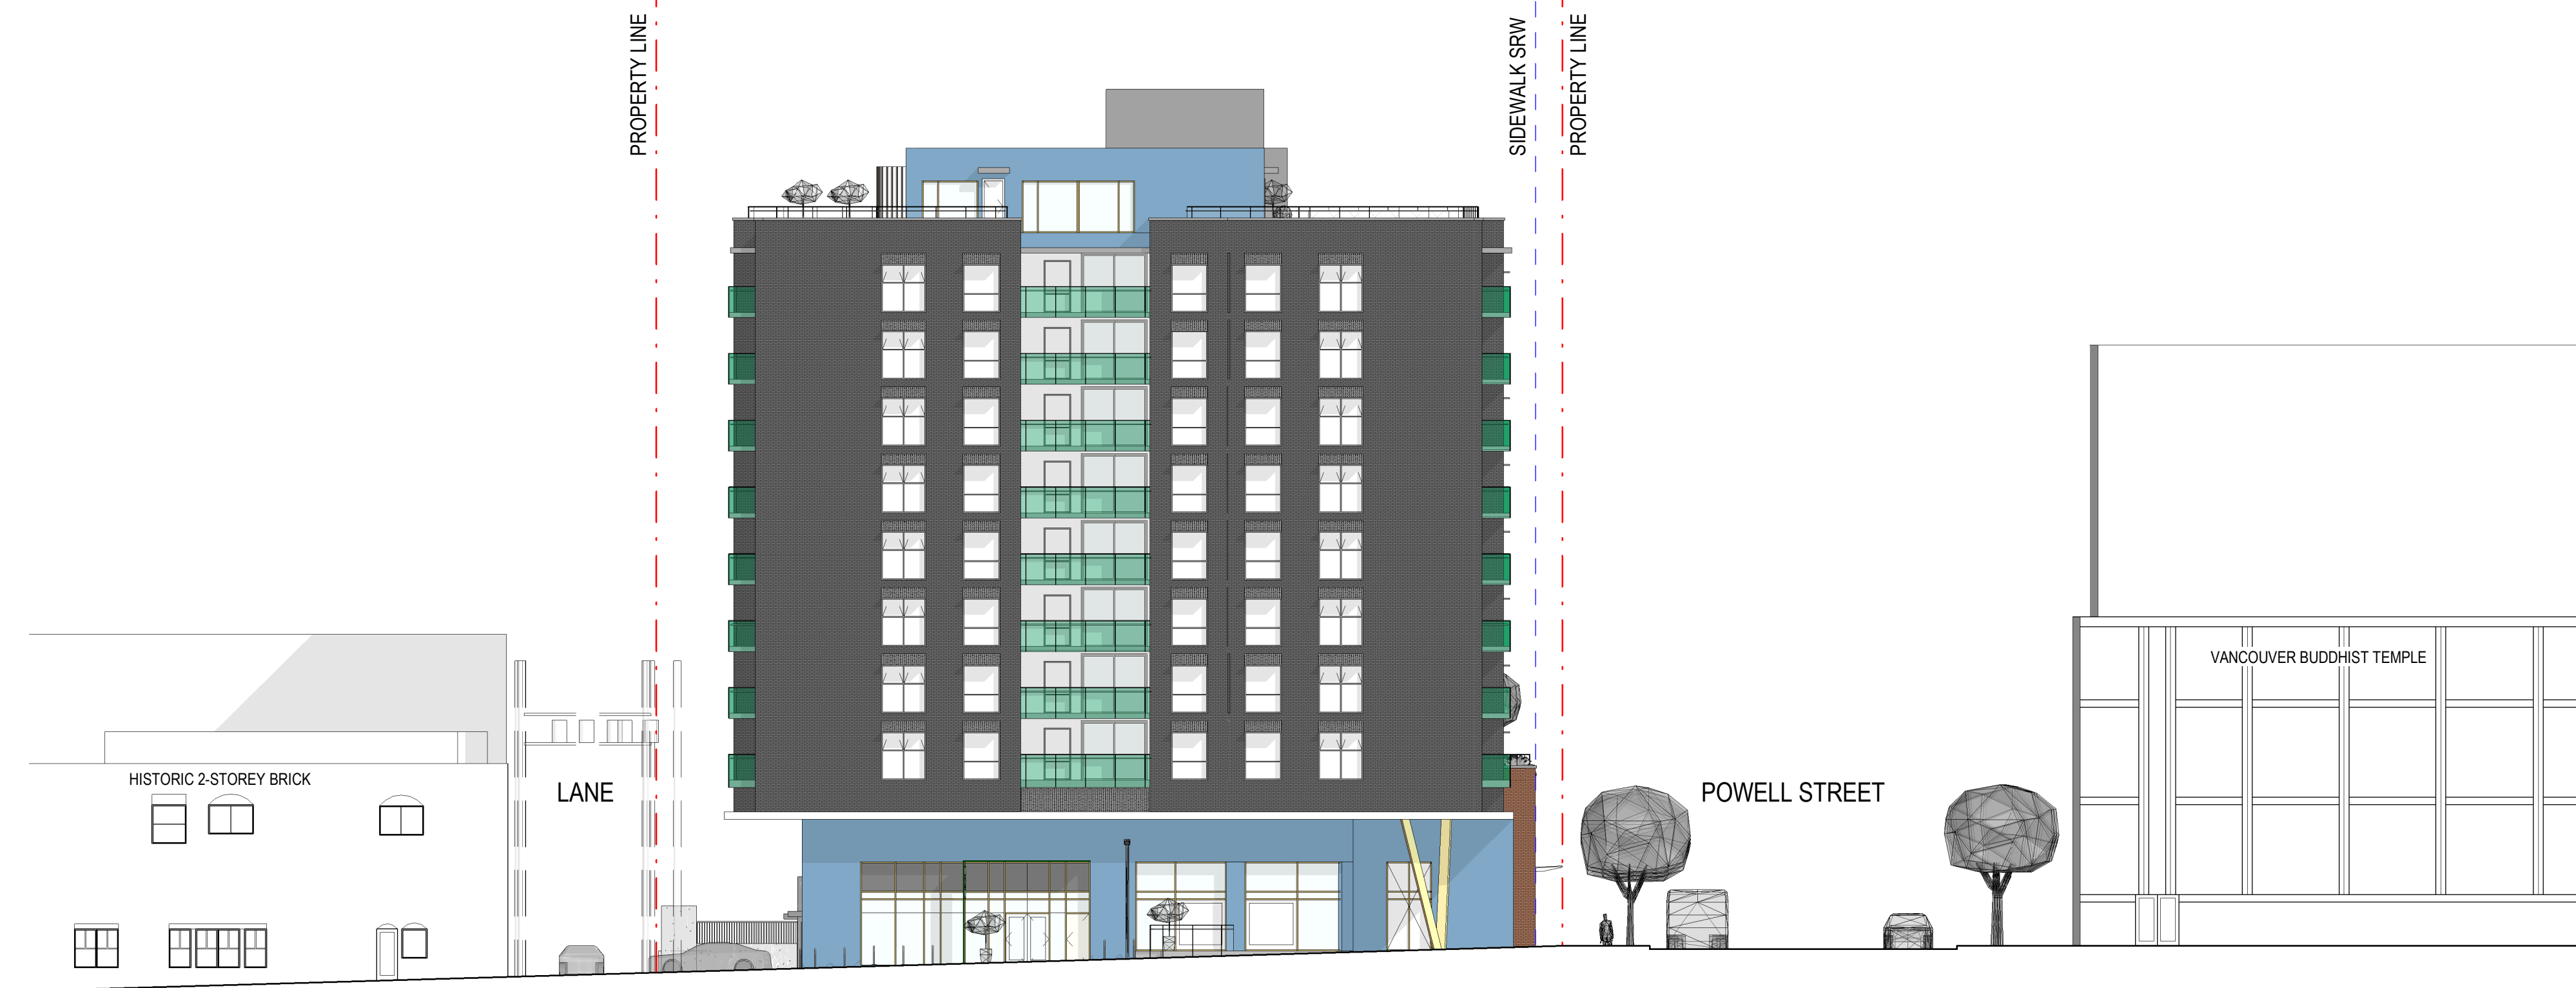 PROPERTY LINE
SIDEWALK SRW
PROPERTY LINE
VANCOUVER BUDDHIST TEMPLE
HISTORIC 2-STOREY BRICK
LANE
POWELL STREET